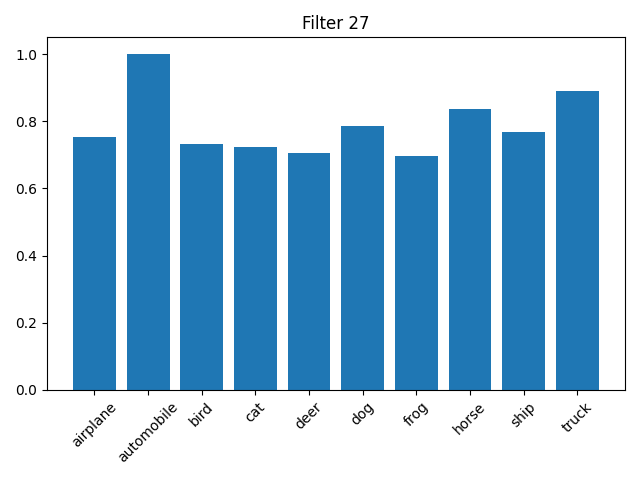 Filter 27
1.0
0.8
0.6
0.4
0.2
0.0
airplane
automobile
bird
cat
deer
dog
frog
horse
ship
truck